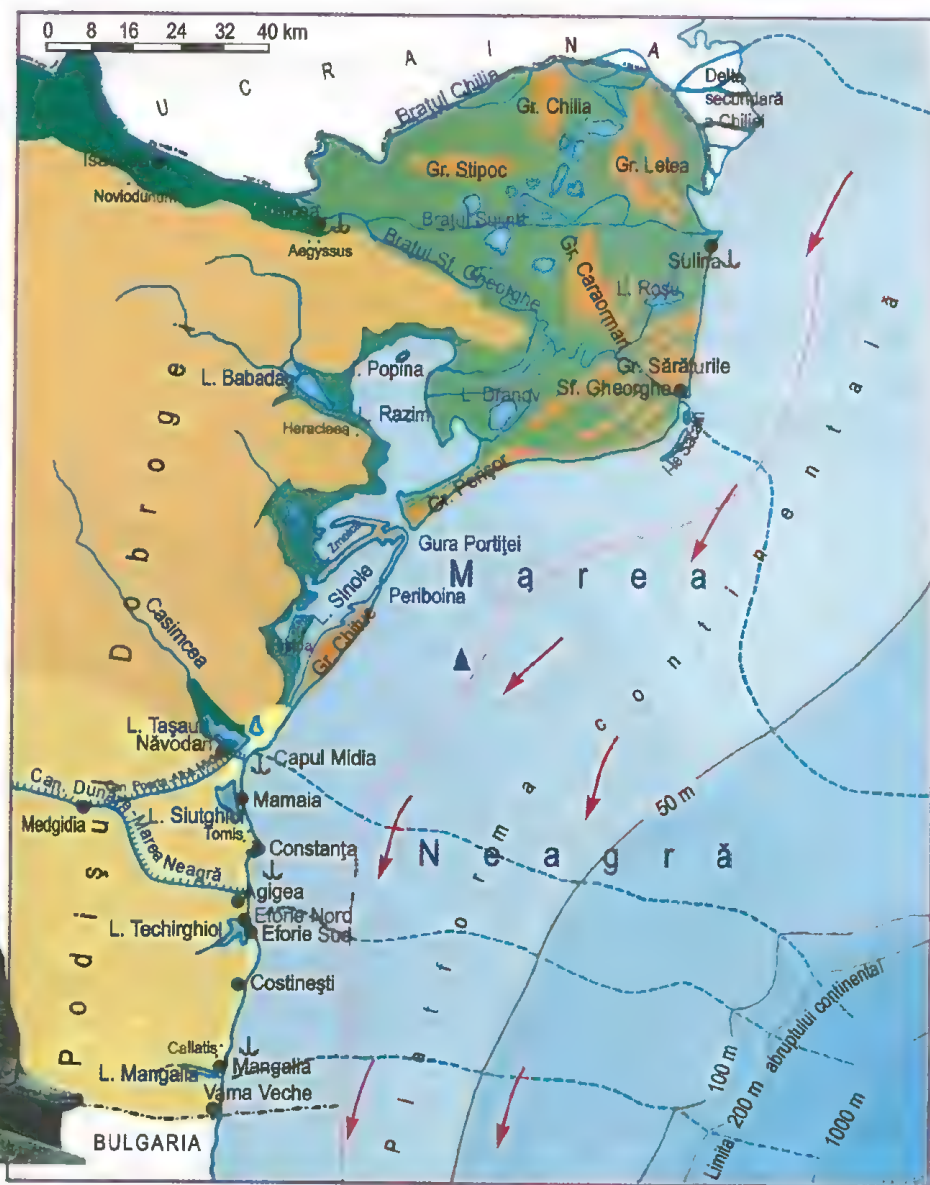 0 8 16 24 32 40 km
UCRAINA
Delta
secundară
a Chiliei
Brațul Chilia
Gr. Chilia
Gr. Stipoc
Gr. Letea
Noviodunum
Brațul Sulina
Aegyssus
Brațul Sf. Gheorghe
Gr. Caraorman
Sulina
L. Roșu
Gr. Sărăturile
Sf. Gheorghe
Popina
L. Babada
L. Razim
Heracleea
Gr. Perișor
Zmeica
Gura Portiței
L. Sinoie
Periboina
Gr. Chituc
Casimcea
Marea Neagră
Platforma continentală
Podișul Dobrogei
L. Tașaul
Năvodari
Capul Midia
Can. Dunăre-Marea Neagră
L. Siutghiol
Mamaia
Medgidia
Tomis
Constanța
Agigea
Eforie Nord
L. Techirghiol
Eforie Sud
Costinești
Callatis
Mangalia
L. Mangalia
Vama Veche
BULGARIA
50 m
100 m
200 m
Limita abruptului continental
1000 m